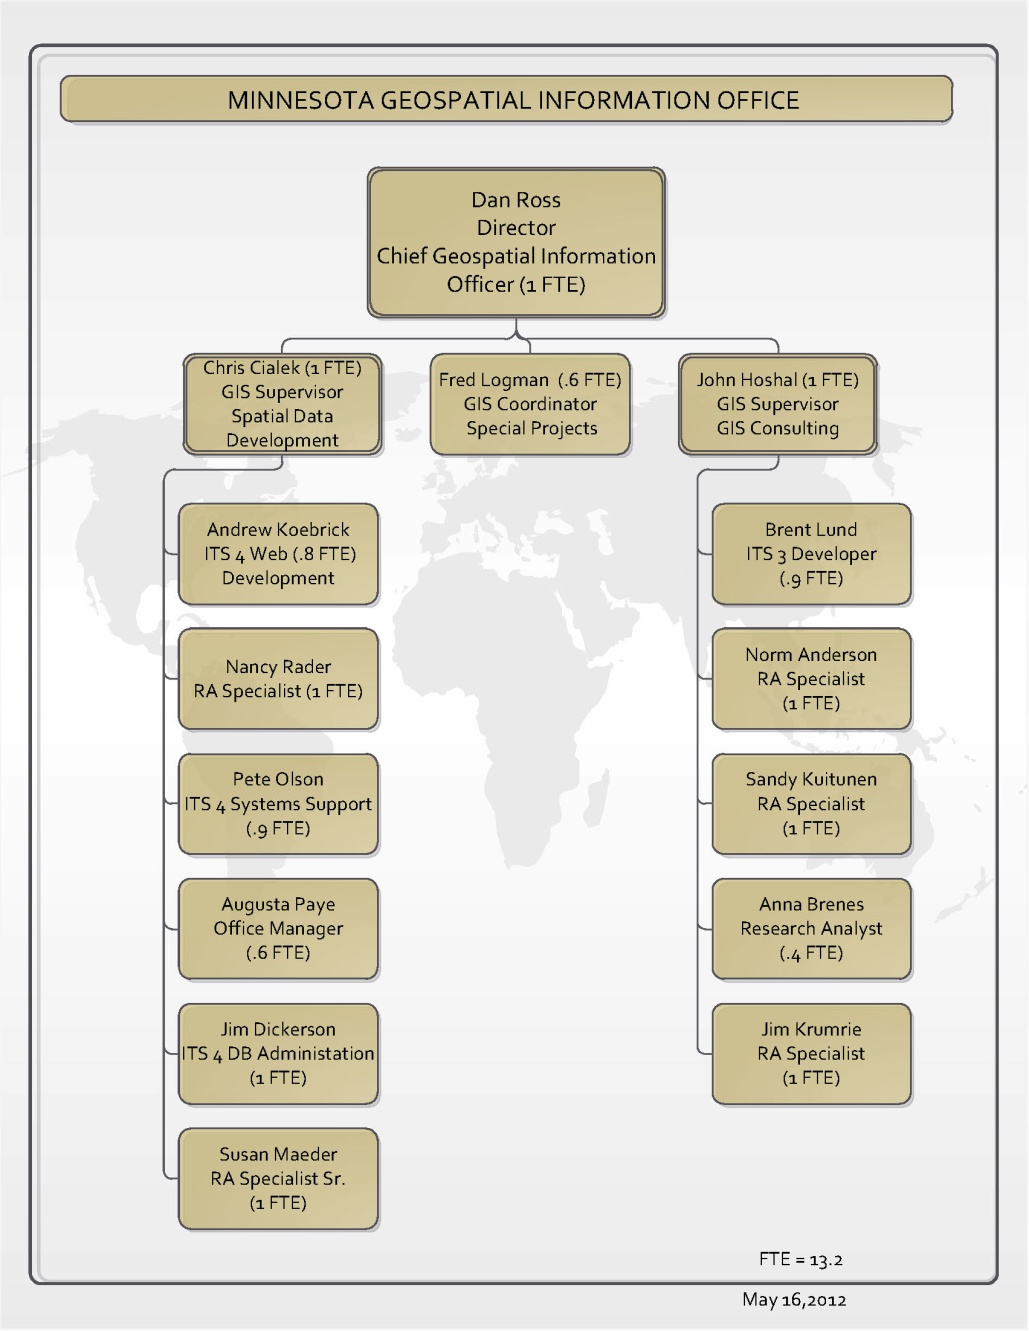 MINNESOTA GEOSPATIAL INFORMATION OFFICE
Dan Ross
Director
Chief Geospatial Information
Officer (1 FTE)
Chris Cialek (1 FTE)
GIS Supervisor
Spatial Data
Development
Fred Logman (.6 FTE)
GIS Coordinator
Special Projects
John Hoshal (1 FTE)
GIS Supervisor
GIS Consulting
Andrew Koebrick
ITS 4 Web (.8 FTE)
Development
Nancy Rader
RA Specialist (1 FTE)
Pete Olson
ITS 4 Systems Support
(.9 FTE)
Augusta Paye
Office Manager
(.6 FTE)
Jim Dickerson
ITS 4 DB Administation
(1 FTE)
Susan Maeder
RA Specialist Sr.
(1 FTE)
Brent Lund
ITS 3 Developer
(.9 FTE)
Norm Anderson
RA Specialist
(1 FTE)
Sandy Kuitunen
RA Specialist
(1 FTE)
Anna Brenes
Research Analyst
(.4 FTE)
Jim Krumrie
RA Specialist
(1 FTE)
FTE = 13.2
May 16,2012